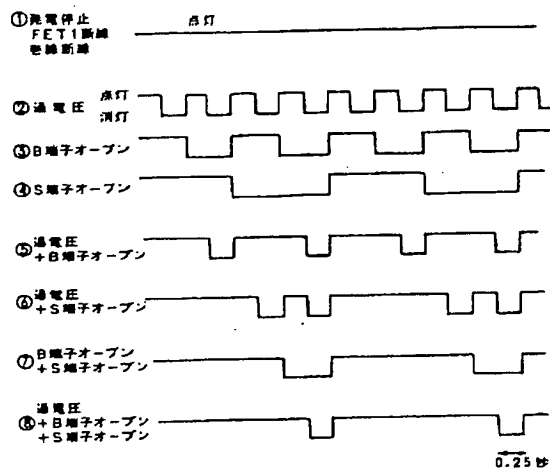 ①発電停止
点灯
FET1断線
巻線断線
②過電圧
点灯
消灯
③B端子オープン
④S端子オープン
⑤過電圧
+B端子オープン
⑥過電圧
+S端子オープン
⑦B端子オープン
+S端子オープン
⑧過電圧
+B端子オープン
+S端子オープン
0.25秒